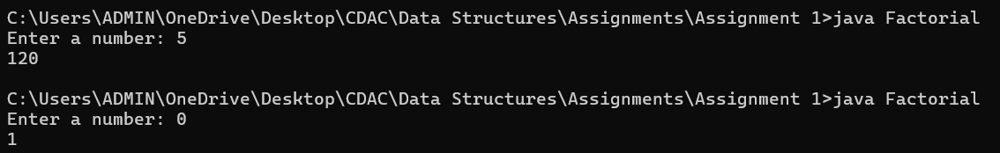 C:\Users\ADMIN\OneDrive\Desktop\CDAC\Data Structures\Assignments\Assignment 1>java Factorial
Enter a number: 5
120
C:\Users\ADMIN\OneDrive\Desktop\CDAC\Data Structures\Assignments\Assignment 1>java Factorial
Enter a number: 0
1